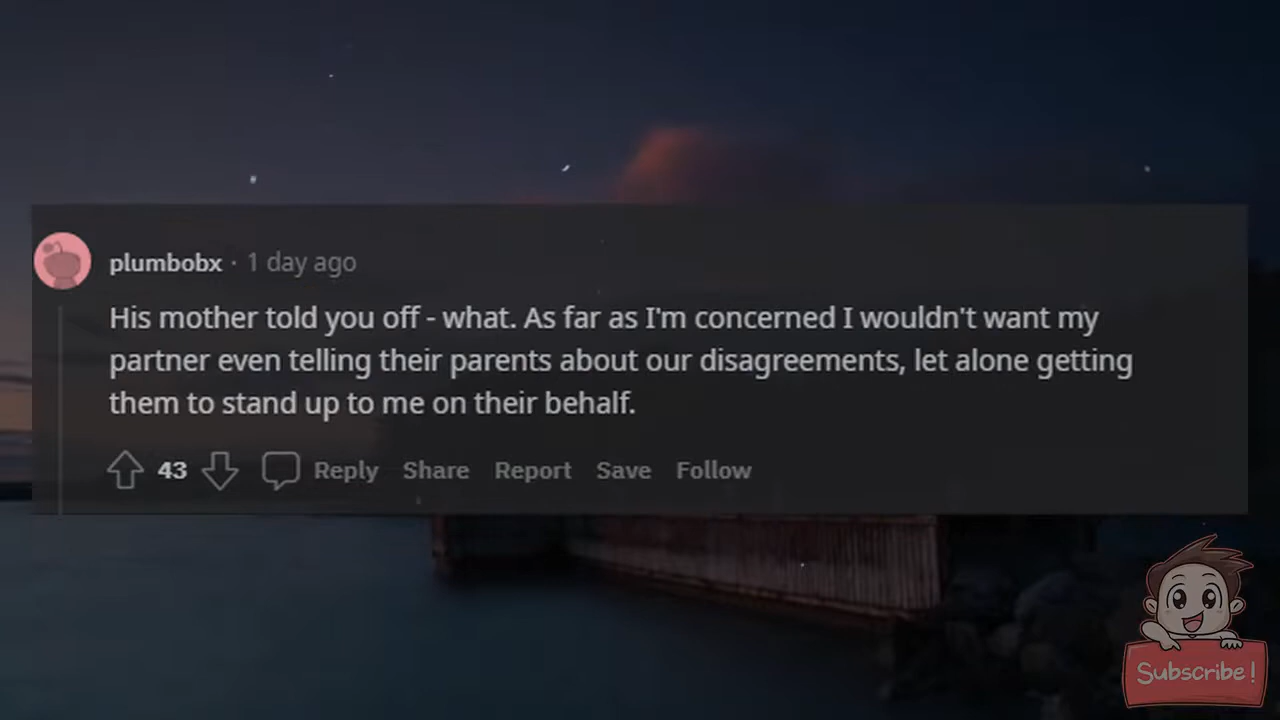 plumbobx · 1 day ago
His mother told you off - what. As far as I'm concerned I wouldn't want my
partner even telling their parents about our disagreements, let alone getting
them to stand up to me on their behalf.
43 Reply Share Report Save Follow
Subscribe!